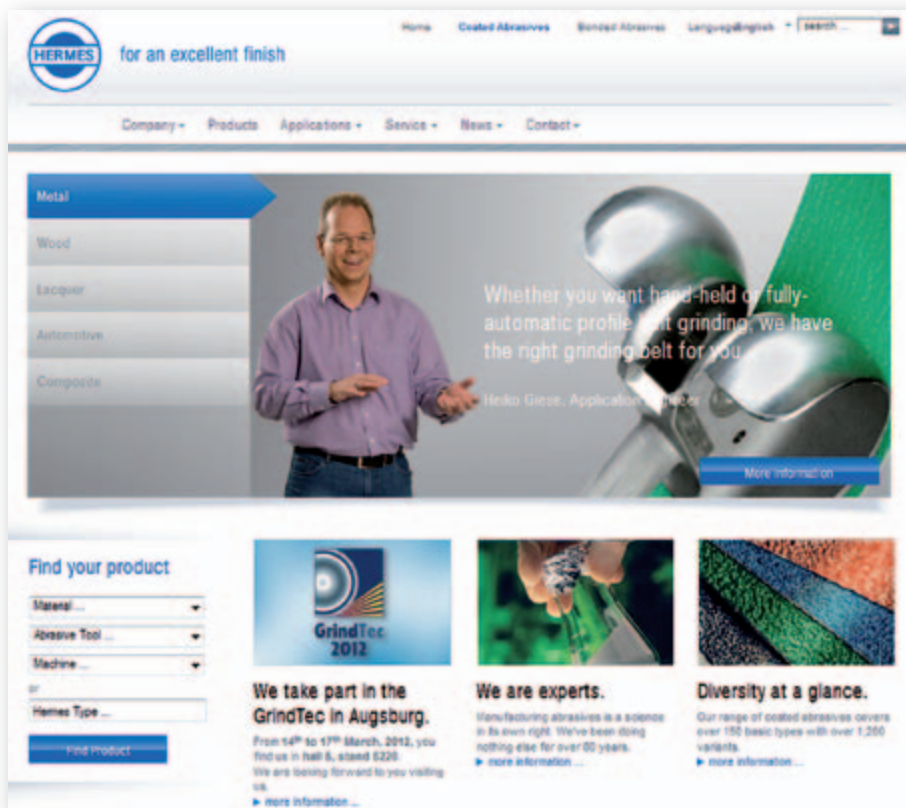 Home Coated Abrasives Bonded Abrasives Language English search ...
HERMES for an excellent finish
Company Products Applications Service News Contact
Metal
Wood
Lacquer
Automotive
Composite
Whether you want hand-held or fully-
automatic profile grinding, we have
the right grinding belt for you
Heiko Giese, Application
More information
Find your product
Material ...
Abrasive Tool ...
Machine ...
or
Hermes Type ...
Find Product
GrindTec
2012
We take part in the
GrindTec in Augsburg.
From 14th to 17th March, 2012, you
find us in hall 5, stand
We are looking forward to you visiting
us.
more information ...
We are experts.
Manufacturing abrasives is a science
in its own right. We've been doing
nothing else for over 80 years.
more information ...
Diversity at a glance.
Our range of coated abrasives covers
over 150 basic types with over 1,200
variants.
more information ...